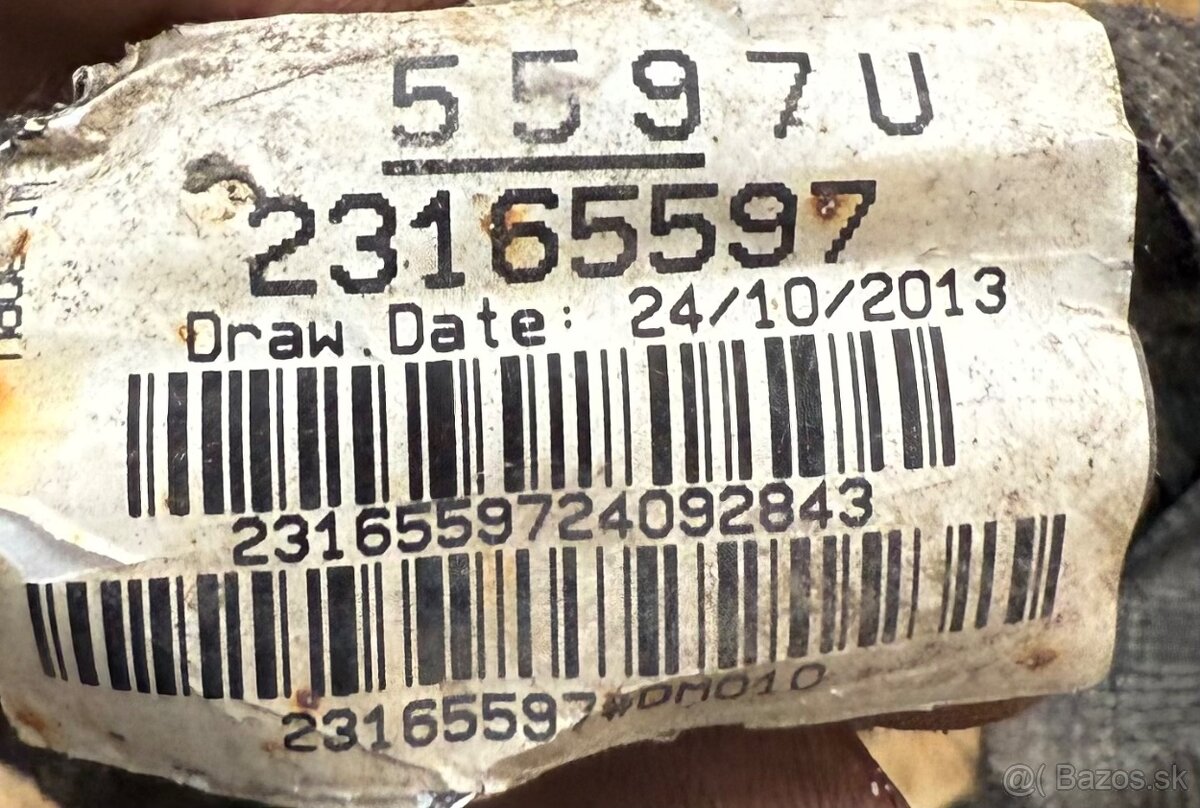 5597U
23165597
Draw Date: 24/10/2013
2316559724092843
23165597#DM010
@( Bazos.sk